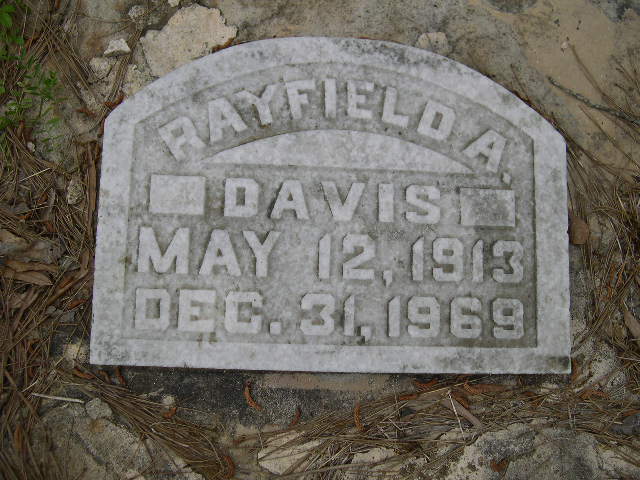 RAYFIELD A.
DAVIS
MAY 12, 1913
DEC. 31, 1969